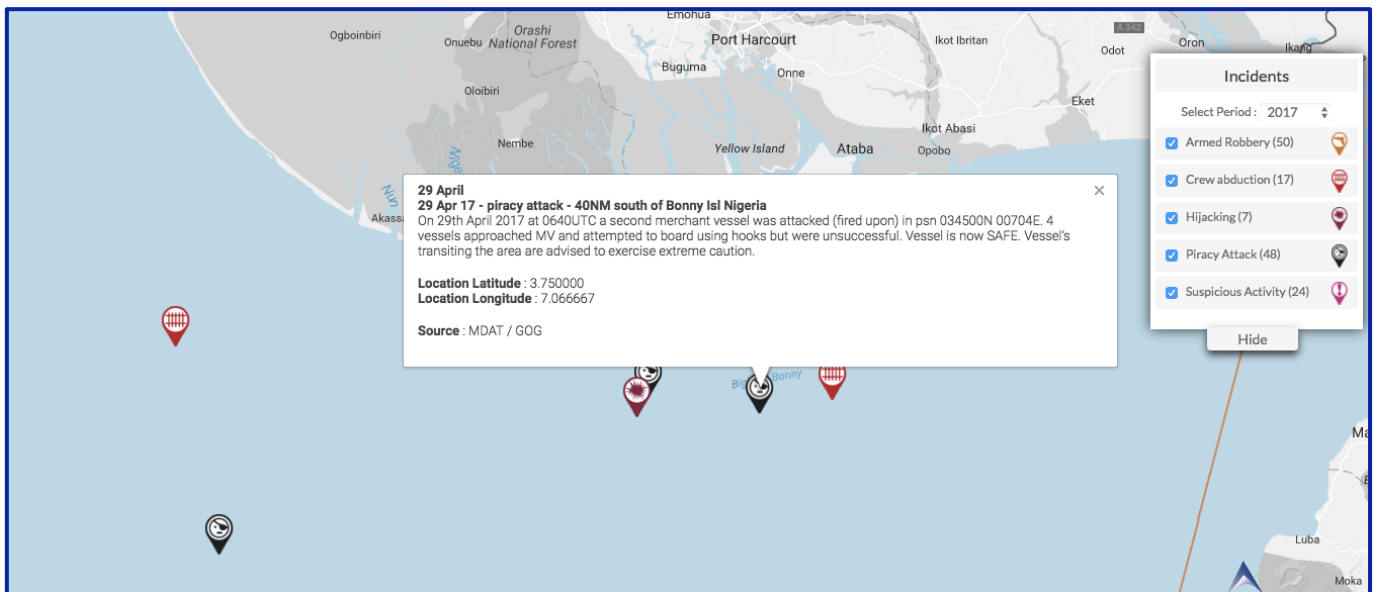 Emohua
Ogboinbiri
Orashi
National Forest
Onuebu
Port Harcourt
Ikot Ibritan
A 342
Odot
Oron
Ikang
Buguma
Onne
Oloibiri
Eket
Ikot Abasi
Nembe
Yellow Island
Ataba
Opobo
Nun
Akassa
29 April
29 Apr 17 - piracy attack - 40NM south of Bonny Isl Nigeria
On 29th April 2017 at 0640UTC a second merchant vessel was attacked (fired upon) in psn 034500N 00704E. 4
vessels approached MV and attempted to board using hooks but were unsuccessful. Vessel is now SAFE. Vessel's
transiting the area are advised to exercise extreme caution.
Location Latitude : 3.750000
Location Longitude : 7.066667
Source : MDAT / GOG
×
Bonny
Incidents
Select Period : 2017
Armed Robbery (50)
Crew abduction (17)
Hijacking (7)
Piracy Attack (48)
Suspicious Activity (24)
Hide
Luba
Moka